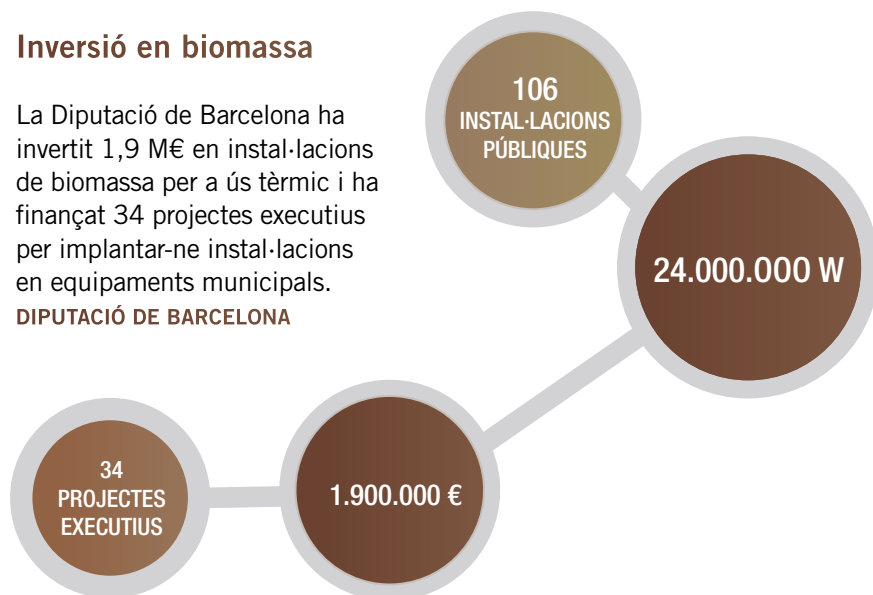 Inversió en biomassa
La Diputació de Barcelona ha
invertit 1,9 M€ en instal·lacions
de biomassa per a ús tèrmic i ha
finançat 34 projectes executius
per implantar-ne instal·lacions
en equipaments municipals.
DIPUTACIÓ DE BARCELONA
106
INSTAL·LACIONS
PÚBLIQUES
24.000.000 W
34
PROJECTES
EXECUTIUS
1.900.000 €